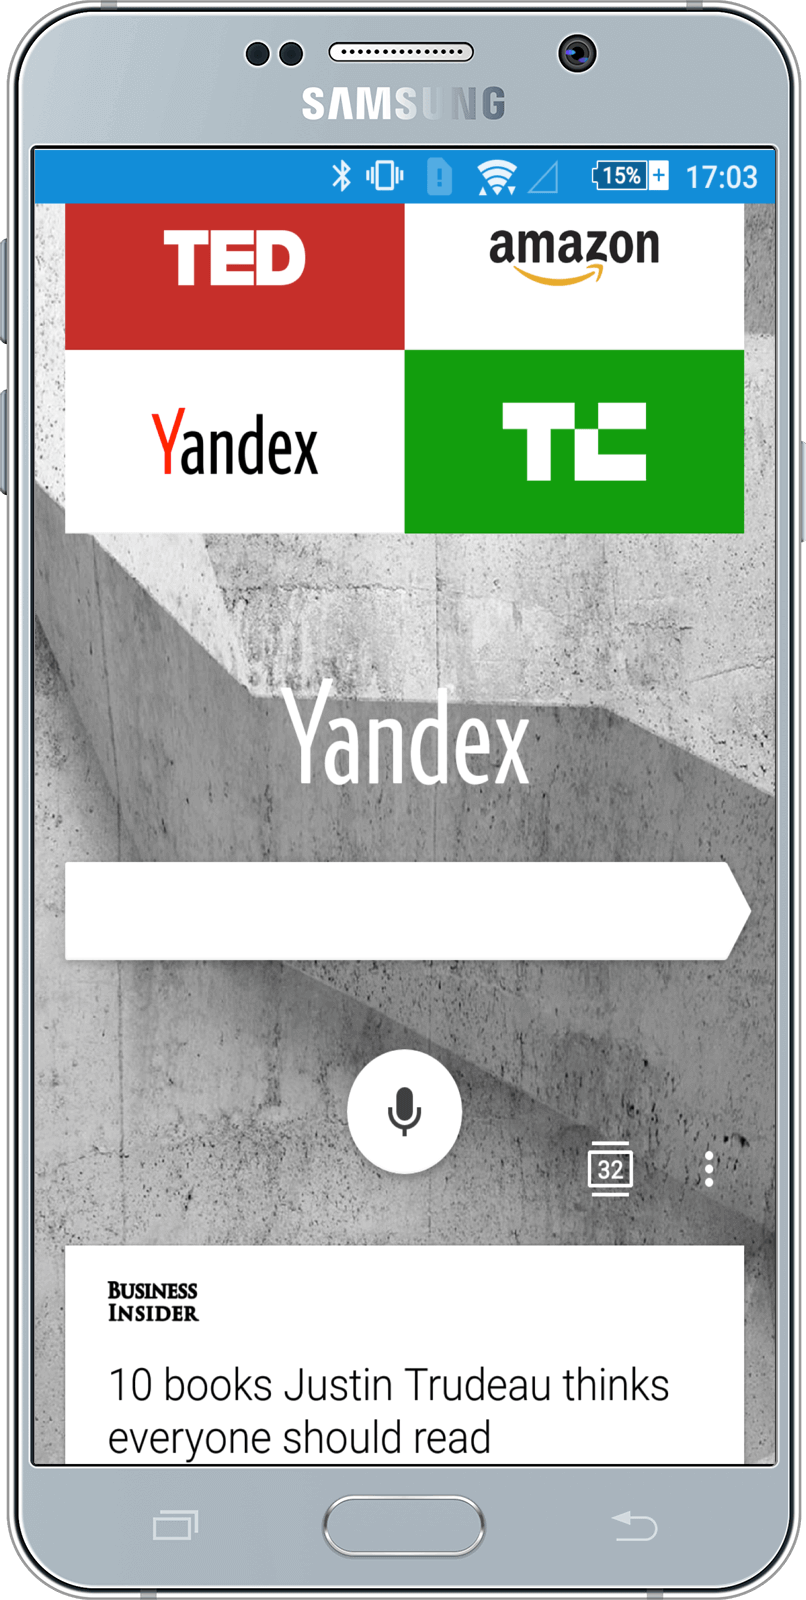 SAMSUNG
15% 17:03
TED amazon
Yandex TC
Yandex
32
BUSINESS
INSIDER
10 books Justin Trudeau thinks
everyone should read